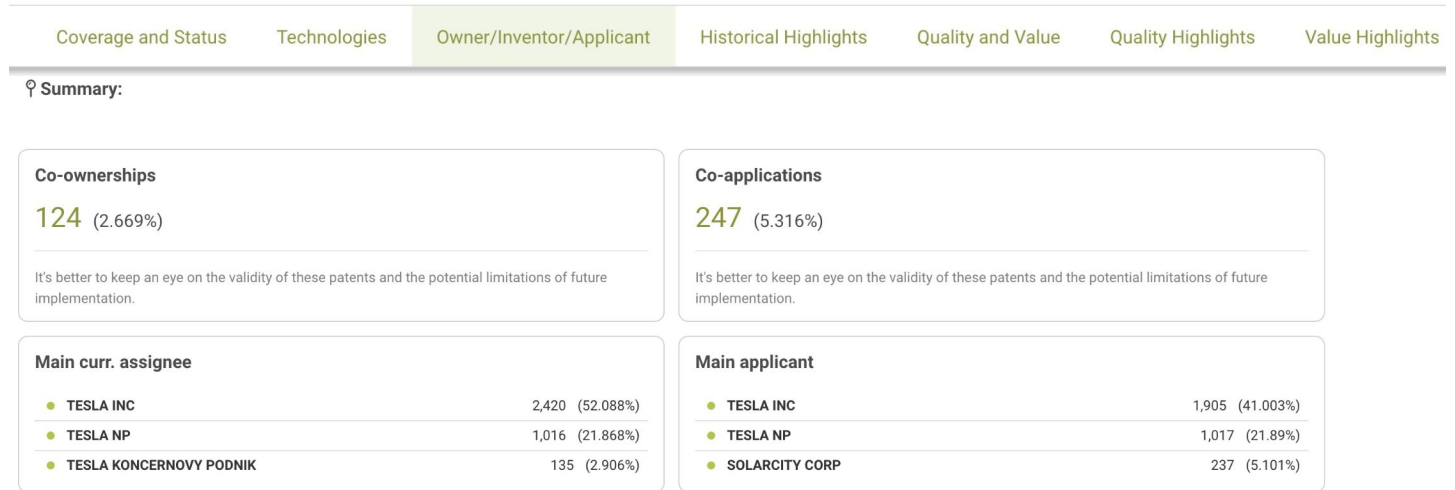 Coverage and Status Technologies Owner/Inventor/Applicant Historical Highlights Quality and Value Quality Highlights Value Highlights
Summary:
Co-ownerships
124 (2.669%)
It's better to keep an eye on the validity of these patents and the potential limitations of future
implementation.
Co-applications
247 (5.316%)
It's better to keep an eye on the validity of these patents and the potential limitations of future
implementation.
Main curr. assignee
TESLA INC 2,420 (52.088%)
TESLA NP 1,016 (21.868%)
TESLA KONCERNOVY PODNIK 135 (2.906%)
Main applicant
TESLA INC 1,905 (41.003%)
TESLA NP 1,017 (21.89%)
SOLARCITY CORP 237 (5.101%)